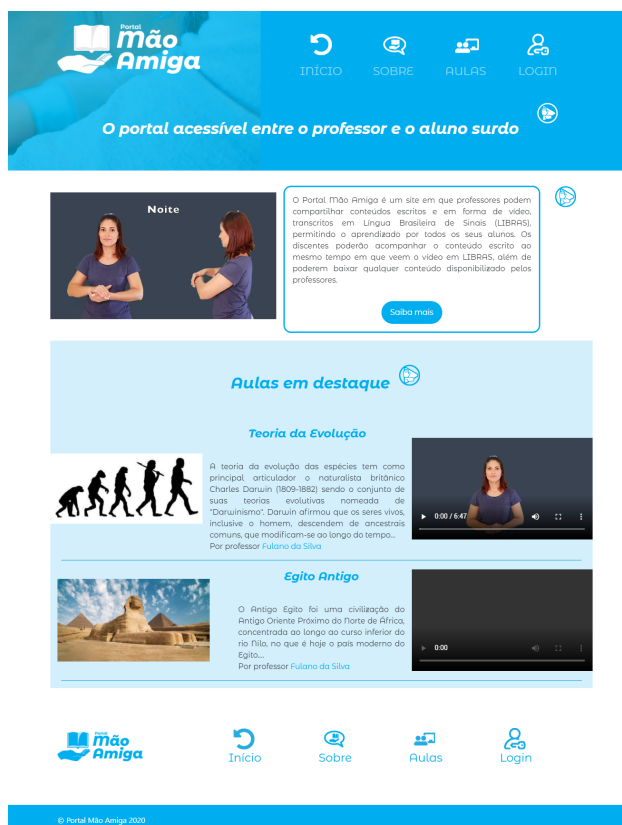 Portal
Mão
Amiga
INÍCIO SOBRE AULAS LOGIN
O portal acessível entre o professor e o aluno surdo
Noite
O Portal Mão Amiga é um site em que professores podem
compartilhar conteúdos escritos e em forma de vídeo,
transcritos em Língua Brasileira de Sinais (LIBRAS),
permitindo o aprendizado por todos os seus alunos. Os
discentes poderão acompanhar o conteúdo escrito ao
mesmo tempo em que veem o vídeo em LIBRAS, além de
poderem baixar qualquer conteúdo disponibilizado pelos
professores.
Saiba mais
Aulas em destaque
Teoria da Evolução
A teoria da evolução das espécies tem como
principal articulador o naturalista britânico
Charles Darwin (1809-1882) sendo o conjunto de
suas teorias evolutivas nomeada de
"Darwinismo". Darwin afirmou que os seres vivos,
inclusive o homem, descendem de ancestrais
comuns, que modificam-se ao longo do tempo...
Por professor Fulano da Silva
0:00 / 6:47
Egito Antigo
O Antigo Egito foi uma civilização do
Antigo Oriente Próximo do Norte de África,
concentrada ao longo ao curso inferior do
rio Nilo, no que é hoje o país moderno do
Egito....
Por professor Fulano da Silva
0:00
Portal
Mão
Amiga
Início Sobre Aulas Login
© Portal Mão Amiga 2020